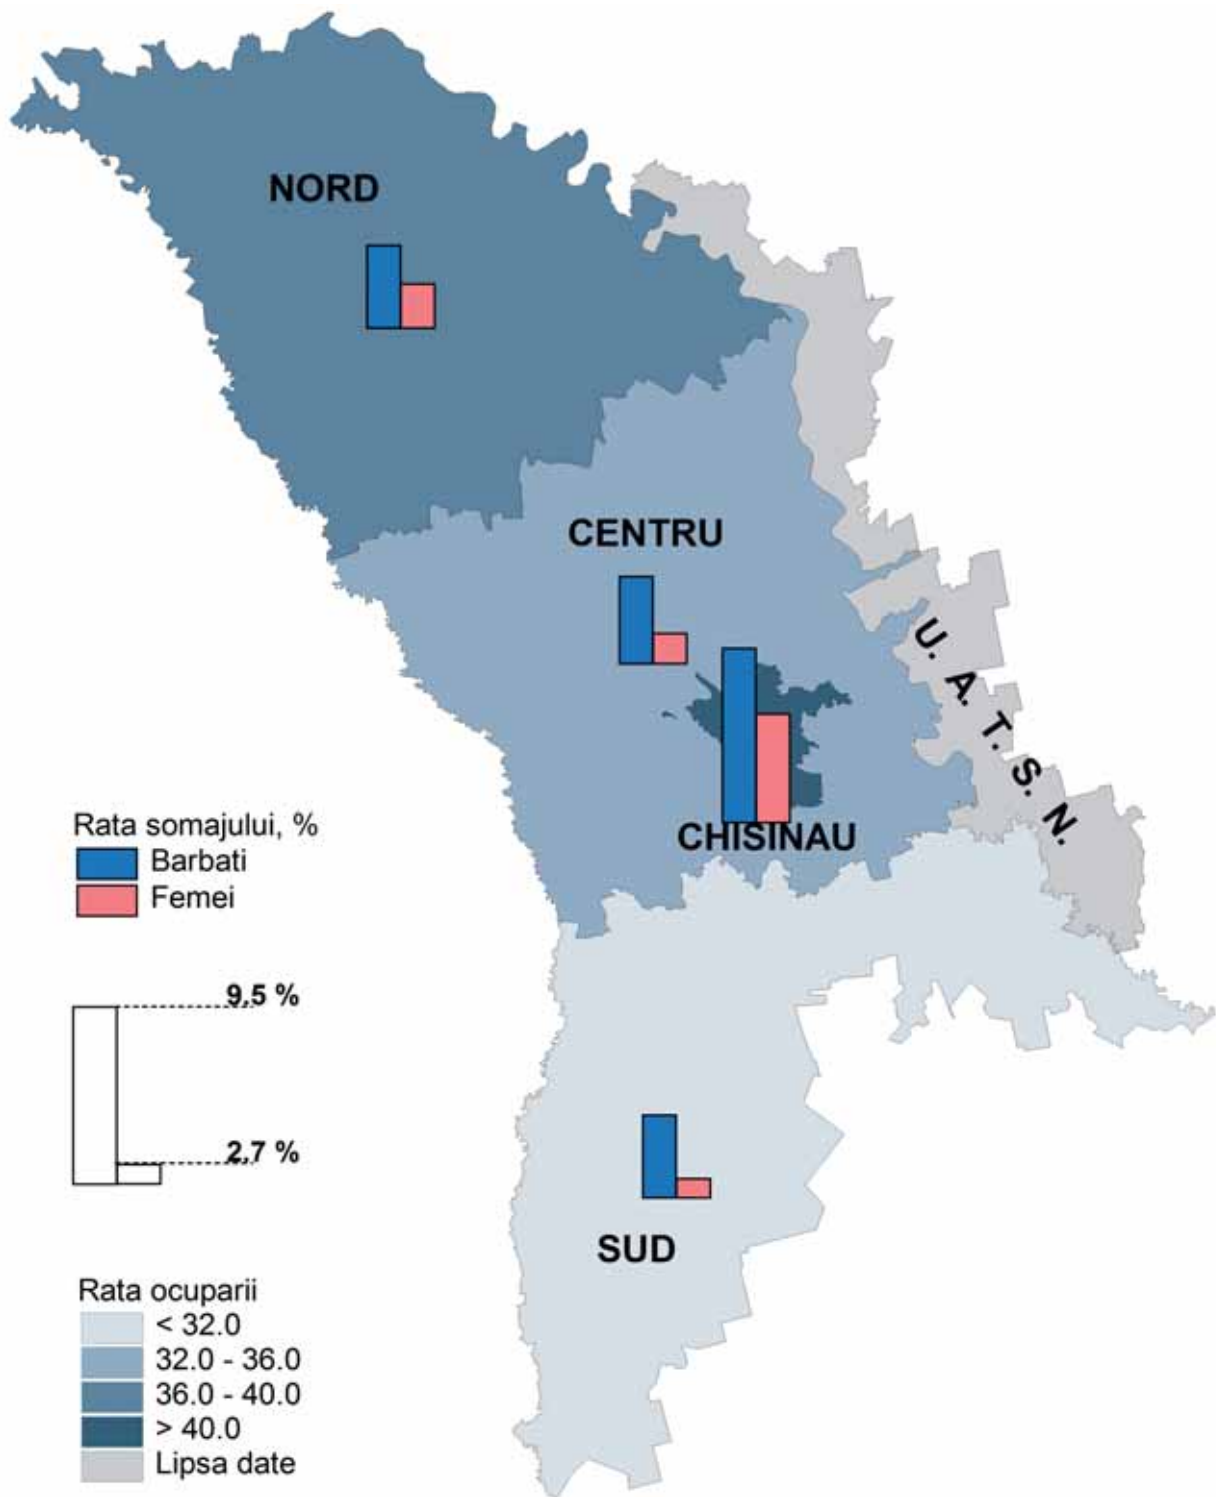 NORD
CENTRU
U. A. T. S. N.
CHISINAU
Rata somajului, %
Barbati
Femei
9.5 %
2.7 %
SUD
Rata ocuparii
< 32.0
32.0 - 36.0
36.0 - 40.0
> 40.0
Lipsa date